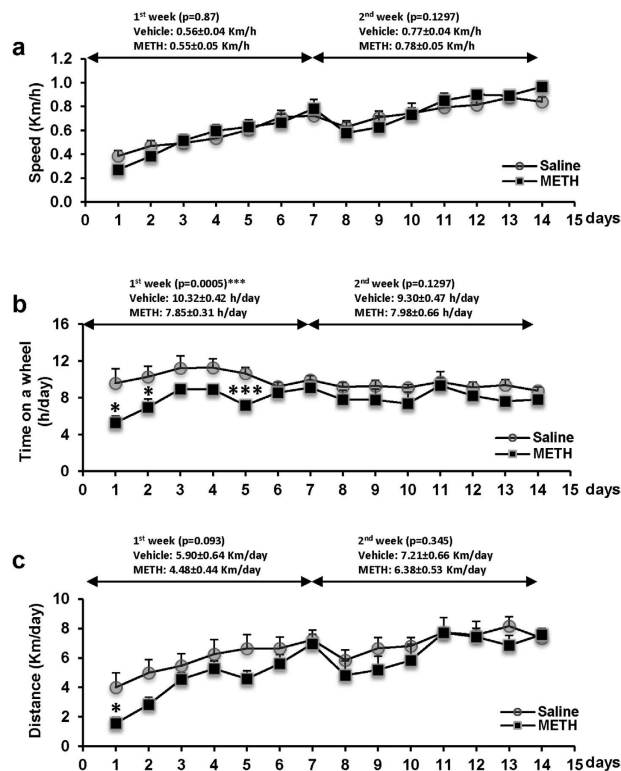 a
1st week (p=0.87)
Vehicle: 0.56±0.04 Km/h
METH: 0.55±0.05 Km/h
2nd week (p=0.1297)
Vehicle: 0.77±0.04 Km/h
METH: 0.78±0.05 Km/h
Speed (Km/h)
1.2
1.0
0.8
0.6
0.4
0.2
0.0
Saline
METH
0 1 2 3 4 5 6 7 8 9 10 11 12 13 14 15 days
b
1st week (p=0.0005)***
Vehicle: 10.32±0.42 h/day
METH: 7.85±0.31 h/day
2nd week (p=0.1297)
Vehicle: 9.30±0.47 h/day
METH: 7.98±0.66 h/day
Time on a wheel
(h/day)
16
12
8
4
0
*
*
***
Saline
METH
0 1 2 3 4 5 6 7 8 9 10 11 12 13 14 15 days
c
1st week (p=0.093)
Vehicle: 5.90±0.64 Km/day
METH: 4.48±0.44 Km/day
2nd week (p=0.345)
Vehicle: 7.21±0.66 Km/day
METH: 6.38±0.53 Km/day
Distance (Km/day)
10
8
6
4
2
0
*
Saline
METH
0 1 2 3 4 5 6 7 8 9 10 11 12 13 14 15 days